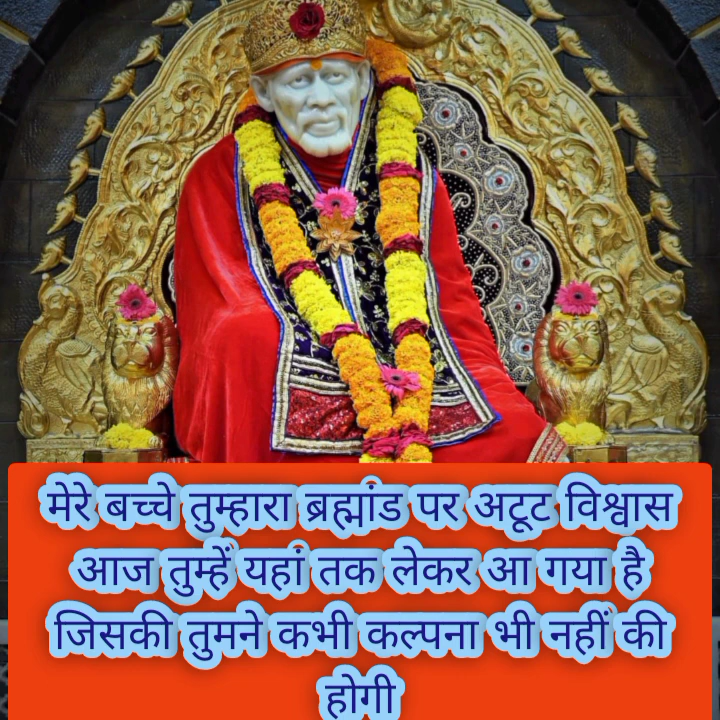 मेरे बच्चे तुम्हारा ब्रह्मांड पर अटूट विश्वास
आज तुम्हें यहां तक लेकर आ गया है
जिसकी तुमने कभी कल्पना भी नहीं की
होगी